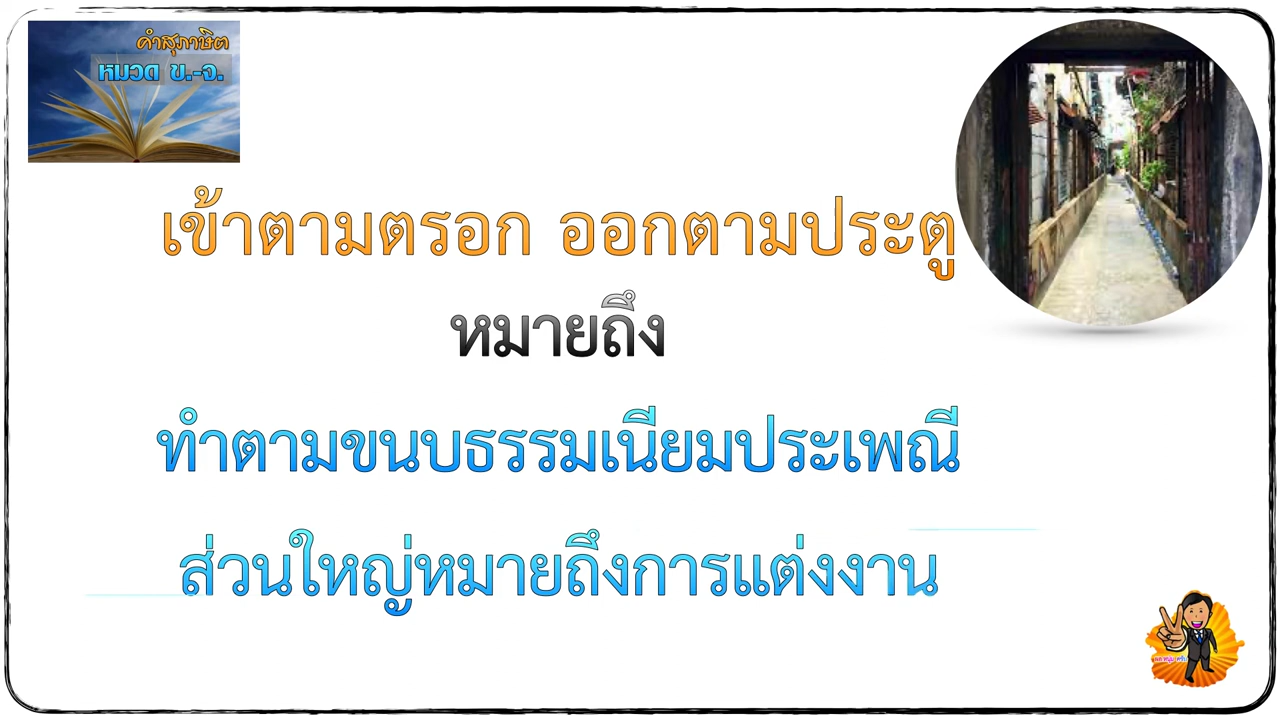 คำสุภาษิต
หมวด ข.-จ.
เข้าตามตรอก ออกตามประตู
หมายถึง
ทำตามขนบธรรมเนียมประเพณี
ส่วนใหญ่หมายถึงการแต่งงาน